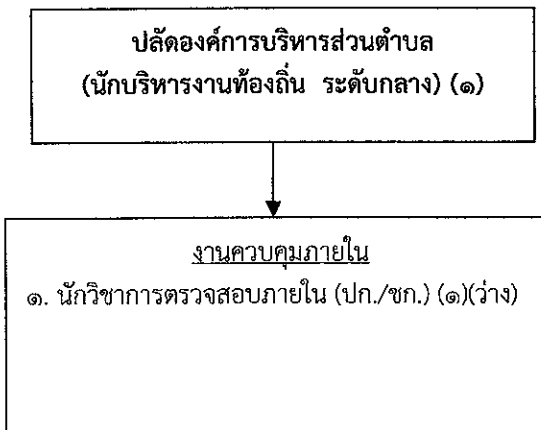 ปลัดองค์การบริหารส่วนตำบล
(นักบริหารงานท้องถิ่น ระดับกลาง) (๑)
งานควบคุมภายใน
๑. นักวิชาการตรวจสอบภายใน (ปก./ชก.) (๑)(ว่าง)